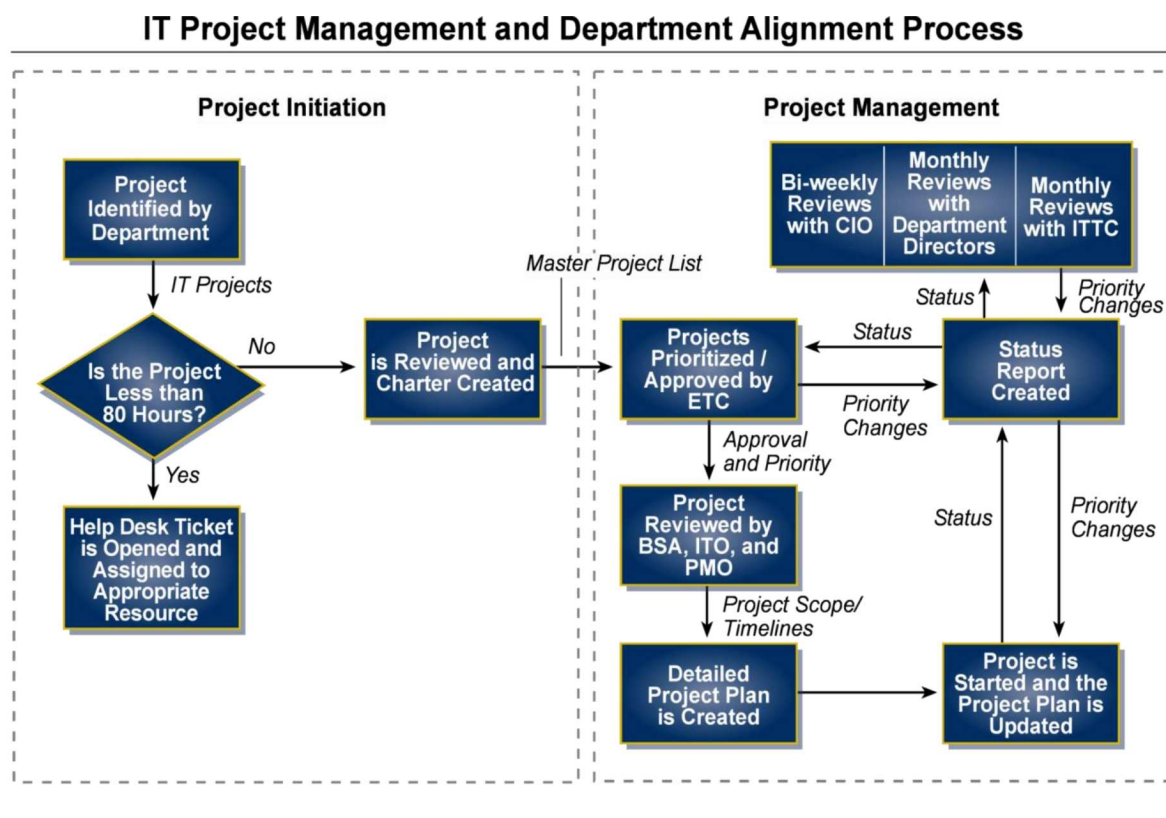 IT Project Management and Department Alignment Process
Project Initiation
Project
Identified by
Department
IT Projects
Is the Project
Less than
80 Hours?
No
Yes
Help Desk Ticket
is Opened and
Assigned to
Appropriate
Resource
Project
is Reviewed and
Charter Created
Master Project List
Project Management
Bi-weekly
Reviews
with CIO
Monthly
Reviews
with
Department
Directors
Monthly
Reviews
with ITTC
Status
Priority
Changes
Projects
Prioritized /
Approved by
ETC
Status
Priority
Changes
Status
Report
Created
Approval
and Priority
Project
Reviewed by
BSA, ITO, and
PMO
Status
Priority
Changes
Project Scope/
Timelines
Detailed
Project Plan
is Created
Project is
Started and the
Project Plan is
Updated